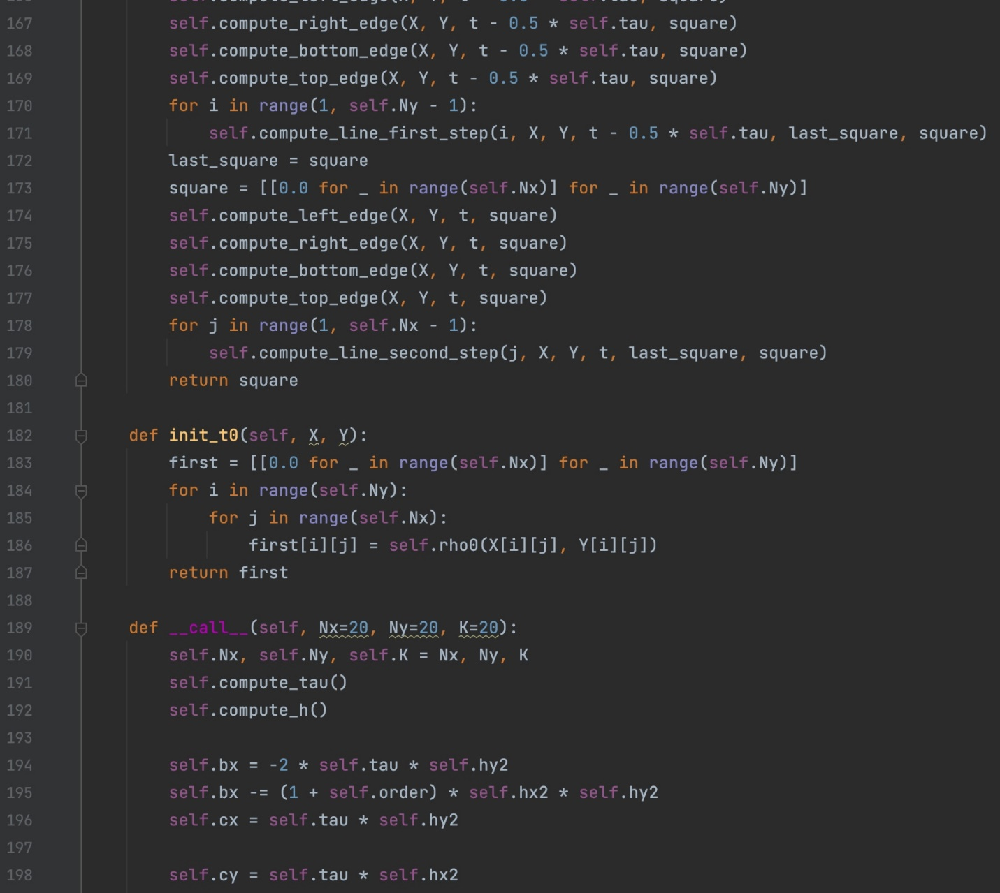 167 self.compute_right_edge(X, Y, t - 0.5 * self.tau, square)
168 self.compute_bottom_edge(X, Y, t - 0.5 * self.tau, square)
169 self.compute_top_edge(X, Y, t - 0.5 * self.tau, square)
170 for i in range(1, self.Ny - 1):
171 self.compute_line_first_step(i, X, Y, t - 0.5 * self.tau, last_square, square)
172 last_square = square
173 square = [[0.0 for _ in range(self.Nx)] for _ in range(self.Ny)]
174 self.compute_left_edge(X, Y, t, square)
175 self.compute_right_edge(X, Y, t, square)
176 self.compute_bottom_edge(X, Y, t, square)
177 self.compute_top_edge(X, Y, t, square)
178 for j in range(1, self.Nx - 1):
179 self.compute_line_second_step(j, X, Y, t, last_square, square)
180 return square
181
182 def init_t0(self, X, Y):
183 first = [[0.0 for _ in range(self.Nx)] for _ in range(self.Ny)]
184 for i in range(self.Ny):
185 for j in range(self.Nx):
186 first[i][j] = self.rho0(X[i][j], Y[i][j])
187 return first
188
189 def __call__(self, Nx=20, Ny=20, K=20):
190 self.Nx, self.Ny, self.K = Nx, Ny, K
191 self.compute_tau()
192 self.compute_h()
193
194 self.bx = -2 * self.tau * self.hy2
195 self.bx -= (1 + self.order) * self.hx2 * self.hy2
196 self.cx = self.tau * self.hy2
197
198 self.cy = self.tau * self.hx2